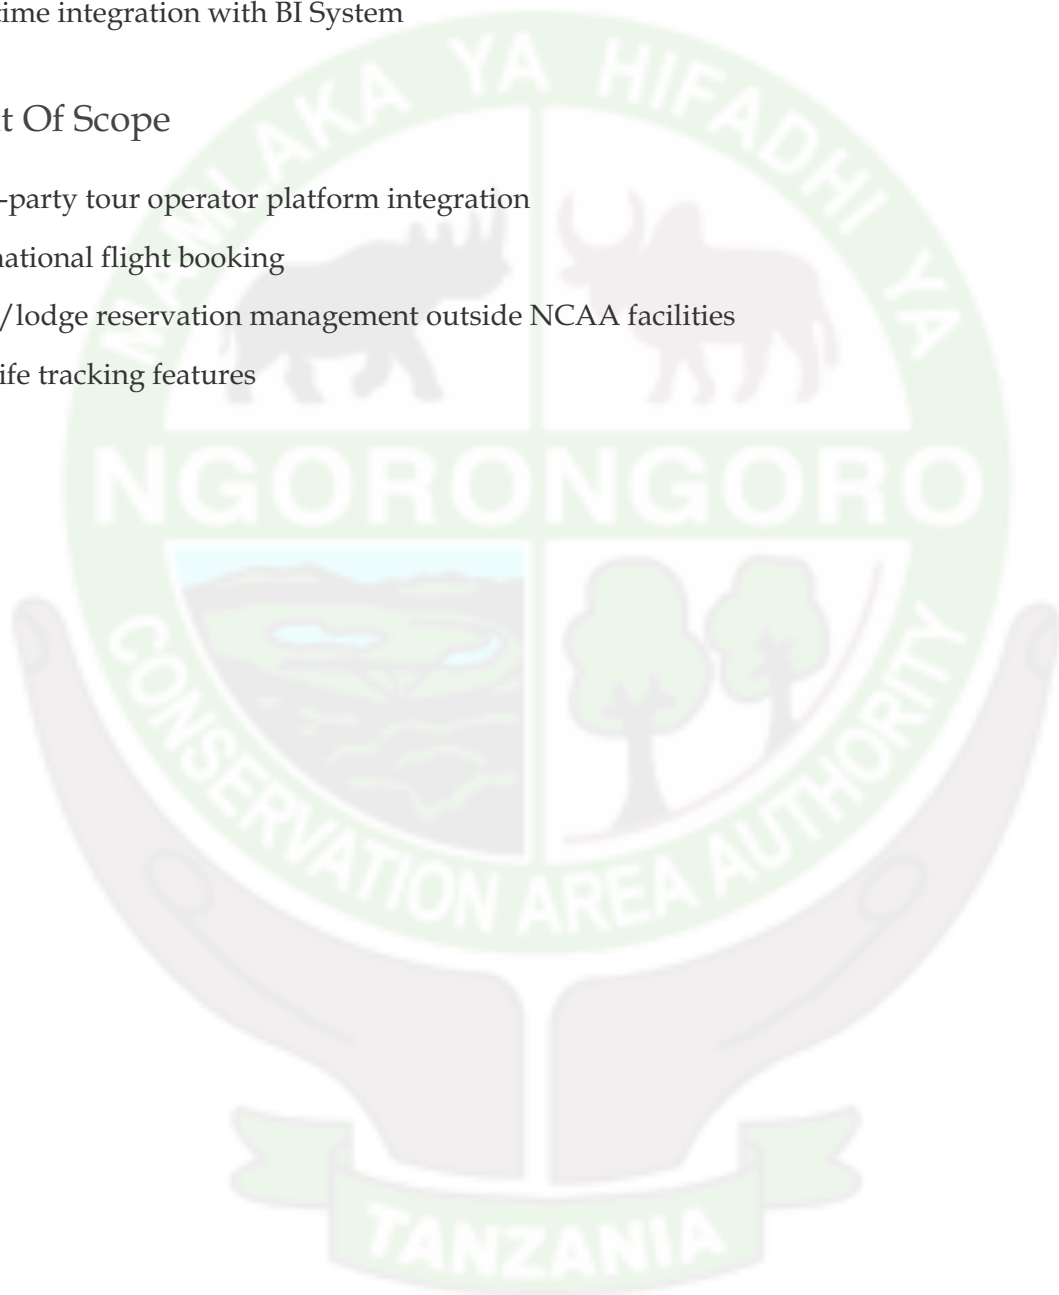 time integration with BI System
t Of Scope
-party tour operator platform integration
national flight booking
/lodge reservation management outside NCAA facilities
ife tracking features
MAMLAKA YA HIFADHI YA
NGORONGORO
CONSERVATION AREA AUTHORITY
TANZANIA